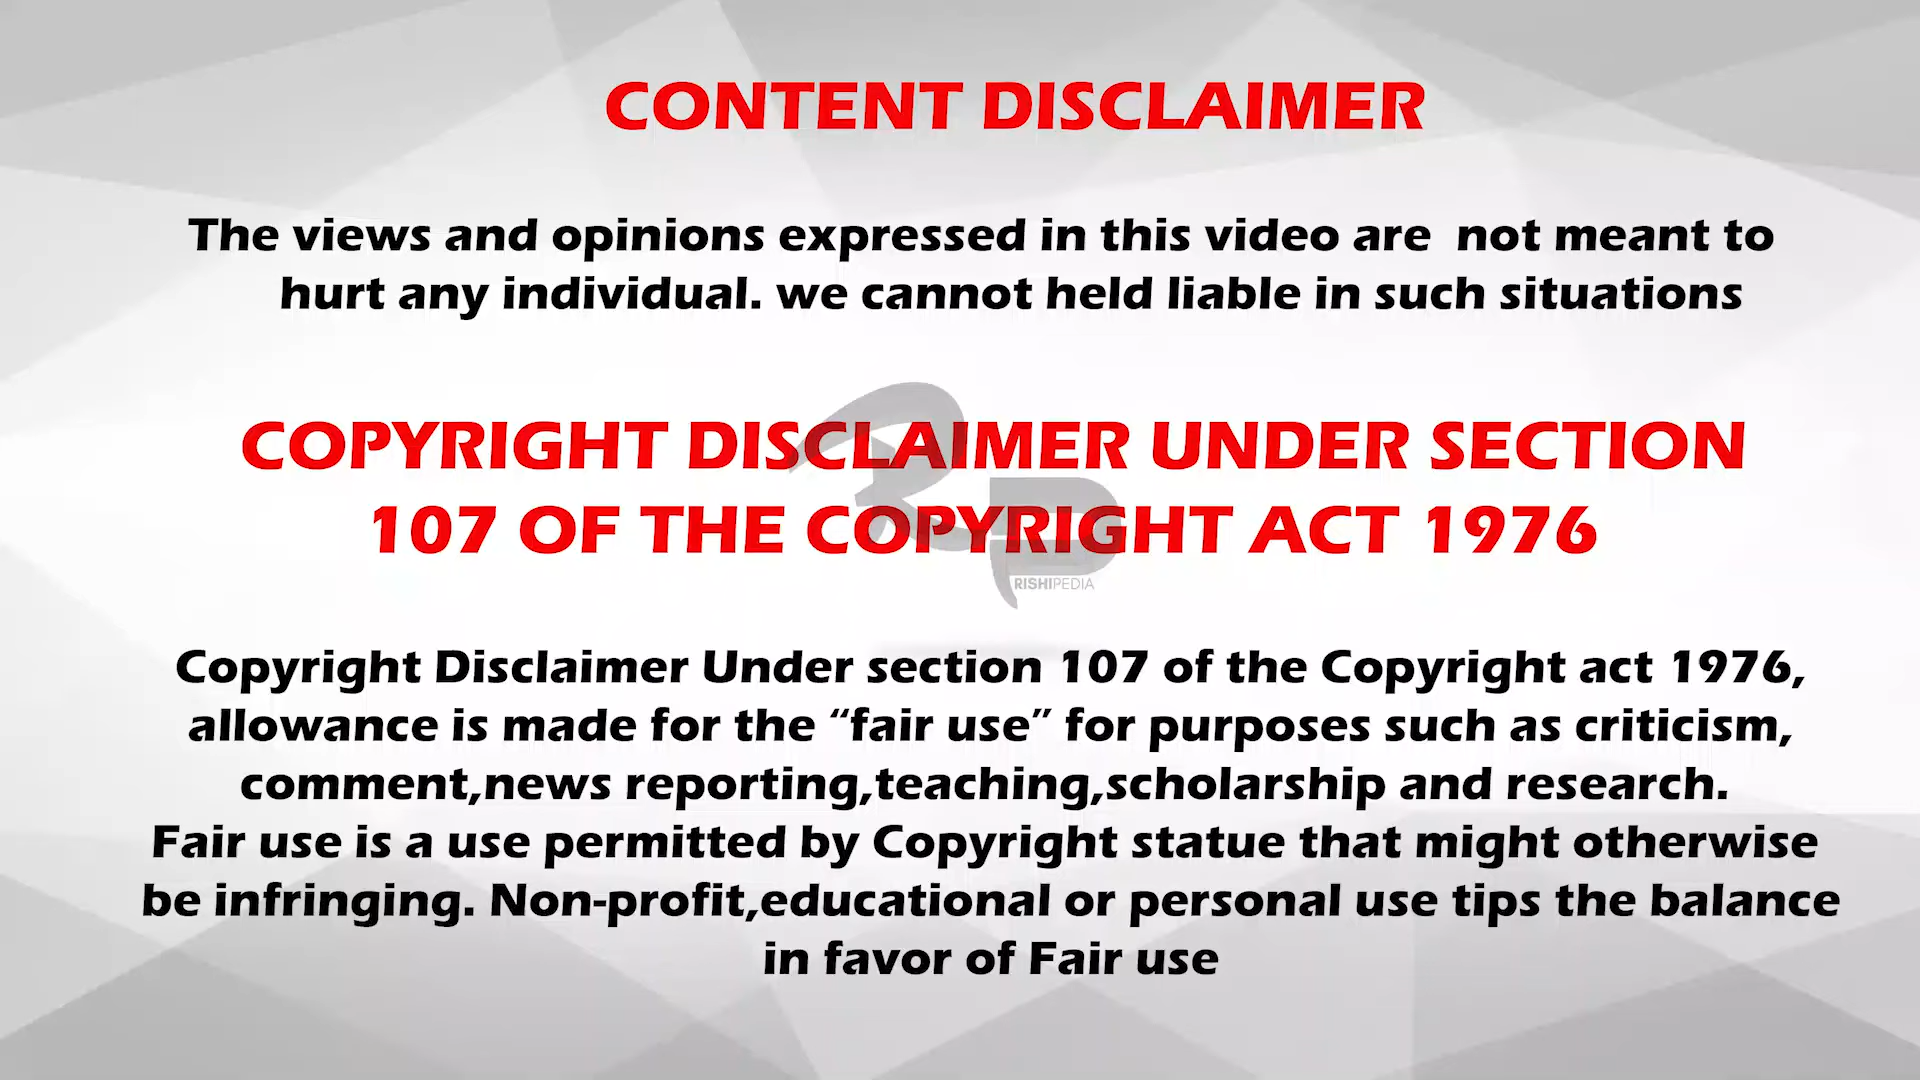 CONTENT DISCLAIMER
The views and opinions expressed in this video are  not meant to
hurt any individual. we cannot held liable in such situations
COPYRIGHT DISCLAIMER UNDER SECTION
107 OF THE COPYRIGHT ACT 1976
RISHIPEDIA
Copyright Disclaimer Under section 107 of the Copyright act 1976,
allowance is made for the “fair use” for purposes such as criticism,
comment,news reporting,teaching,scholarship and research.
Fair use is a use permitted by Copyright statue that might otherwise
be infringing. Non-profit,educational or personal use tips the balance
in favor of Fair use